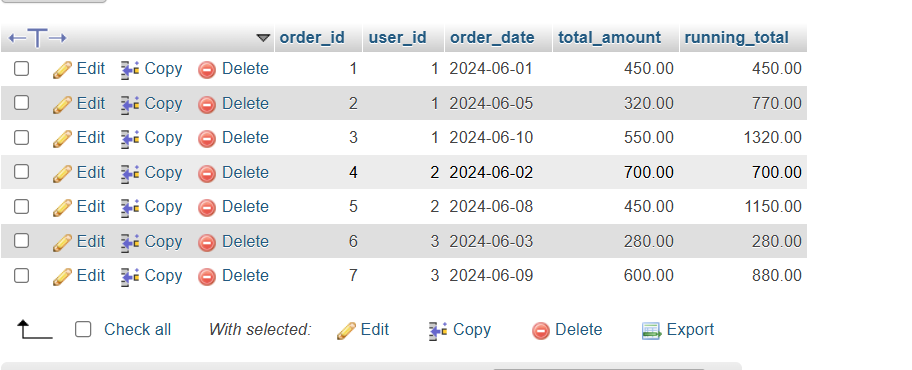 order_id user_id order_date total_amount running_total
Edit Copy Delete 1 1 2024-06-01 450.00 450.00
Edit Copy Delete 2 1 2024-06-05 320.00 770.00
Edit Copy Delete 3 1 2024-06-10 550.00 1320.00
Edit Copy Delete 4 2 2024-06-02 700.00 700.00
Edit Copy Delete 5 2 2024-06-08 450.00 1150.00
Edit Copy Delete 6 3 2024-06-03 280.00 280.00
Edit Copy Delete 7 3 2024-06-09 600.00 880.00
Check all With selected: Edit Copy Delete Export